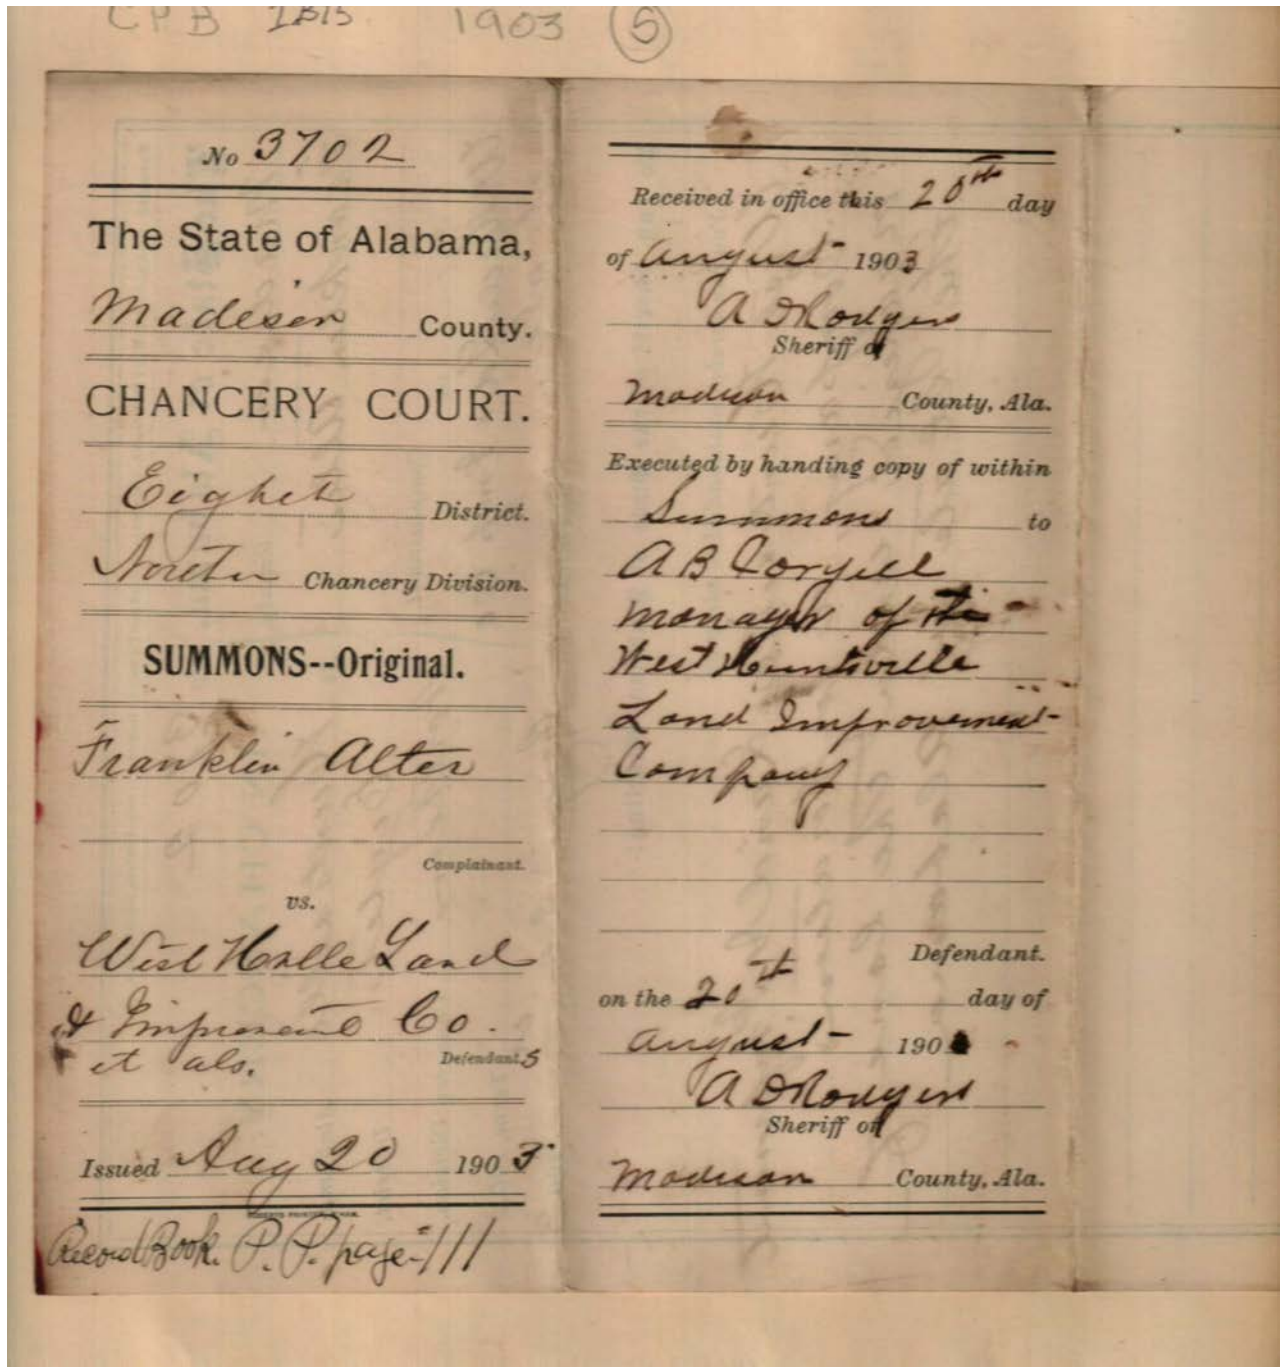 CPB 1903 5
No 3702
The State of Alabama,
Madison County.
CHANCERY COURT.
Eighth District.
North Chancery Division.
SUMMONS--Original.
Franklin Alter
Complainant.
vs.
West Hville Land
& Improvemt Co.
et als. Defendants
Issued Aug 20 1903
Record Book. P. P. page 111
Received in office this 20th day
of August 1903
A D Rodgers
Sheriff of
Madison County, Ala.
Executed by handing copy of within
Summons to
A B Coryell
manager of the
West Huntsville
Land Improvement
Company
Defendant.
on the 20th day of
August 190
A D Rodgers
Sheriff of
Madison County, Ala.